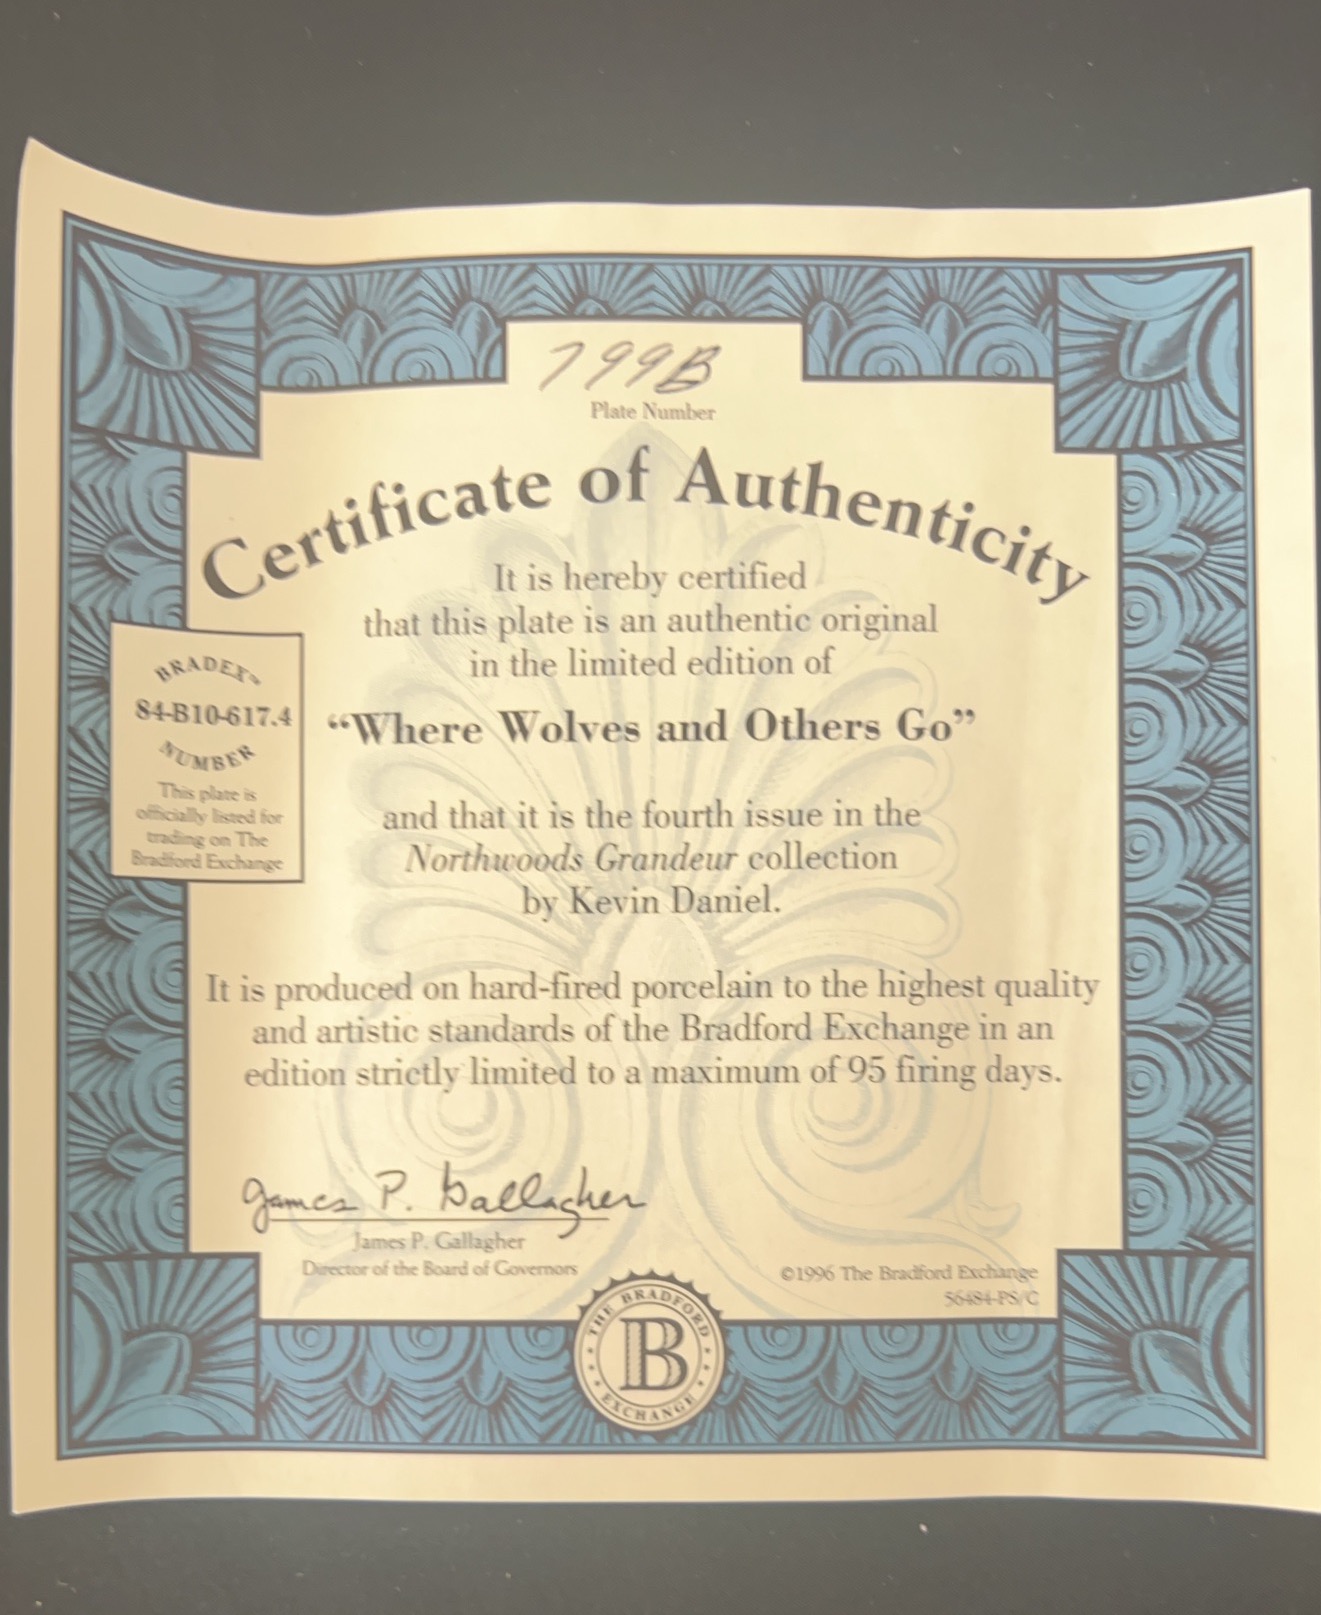 799B
Plate Number
Certificate of Authenticity
It is hereby certified
that this plate is an authentic original
in the limited edition of
“Where Wolves and Others Go”
and that it is the fourth issue in the
Northwoods Grandeur collection
by Kevin Daniel.
BRADEX™
84-B10-617.4
NUMBER
This plate is
officially listed for
trading on The
Bradford Exchange
It is produced on hard-fired porcelain to the highest quality
and artistic standards of the Bradford Exchange in an
edition strictly limited to a maximum of 95 firing days.
James P. Gallagher
James P. Gallagher
Director of the Board of Governors
©1996 The Bradford Exchange
56484-PS/C
THE BRADFORD
B
EXCHANGE